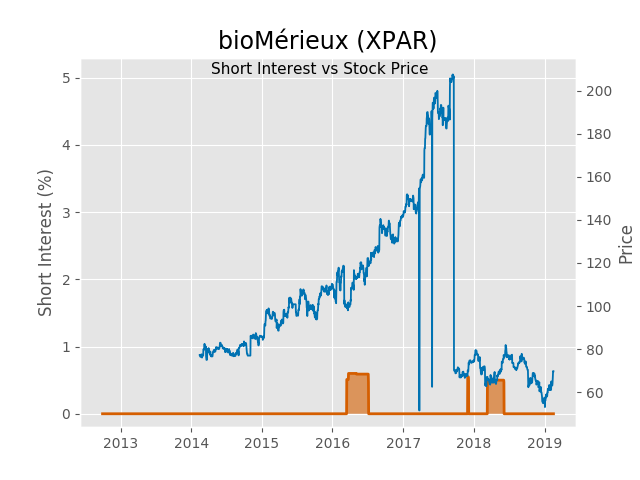 bioMérieux (XPAR)
Short Interest vs Stock Price
Short Interest (%)
5
4
3
2
1
0
200
180
160
140
120
100
80
60
Price
2013 2014 2015 2016 2017 2018 2019